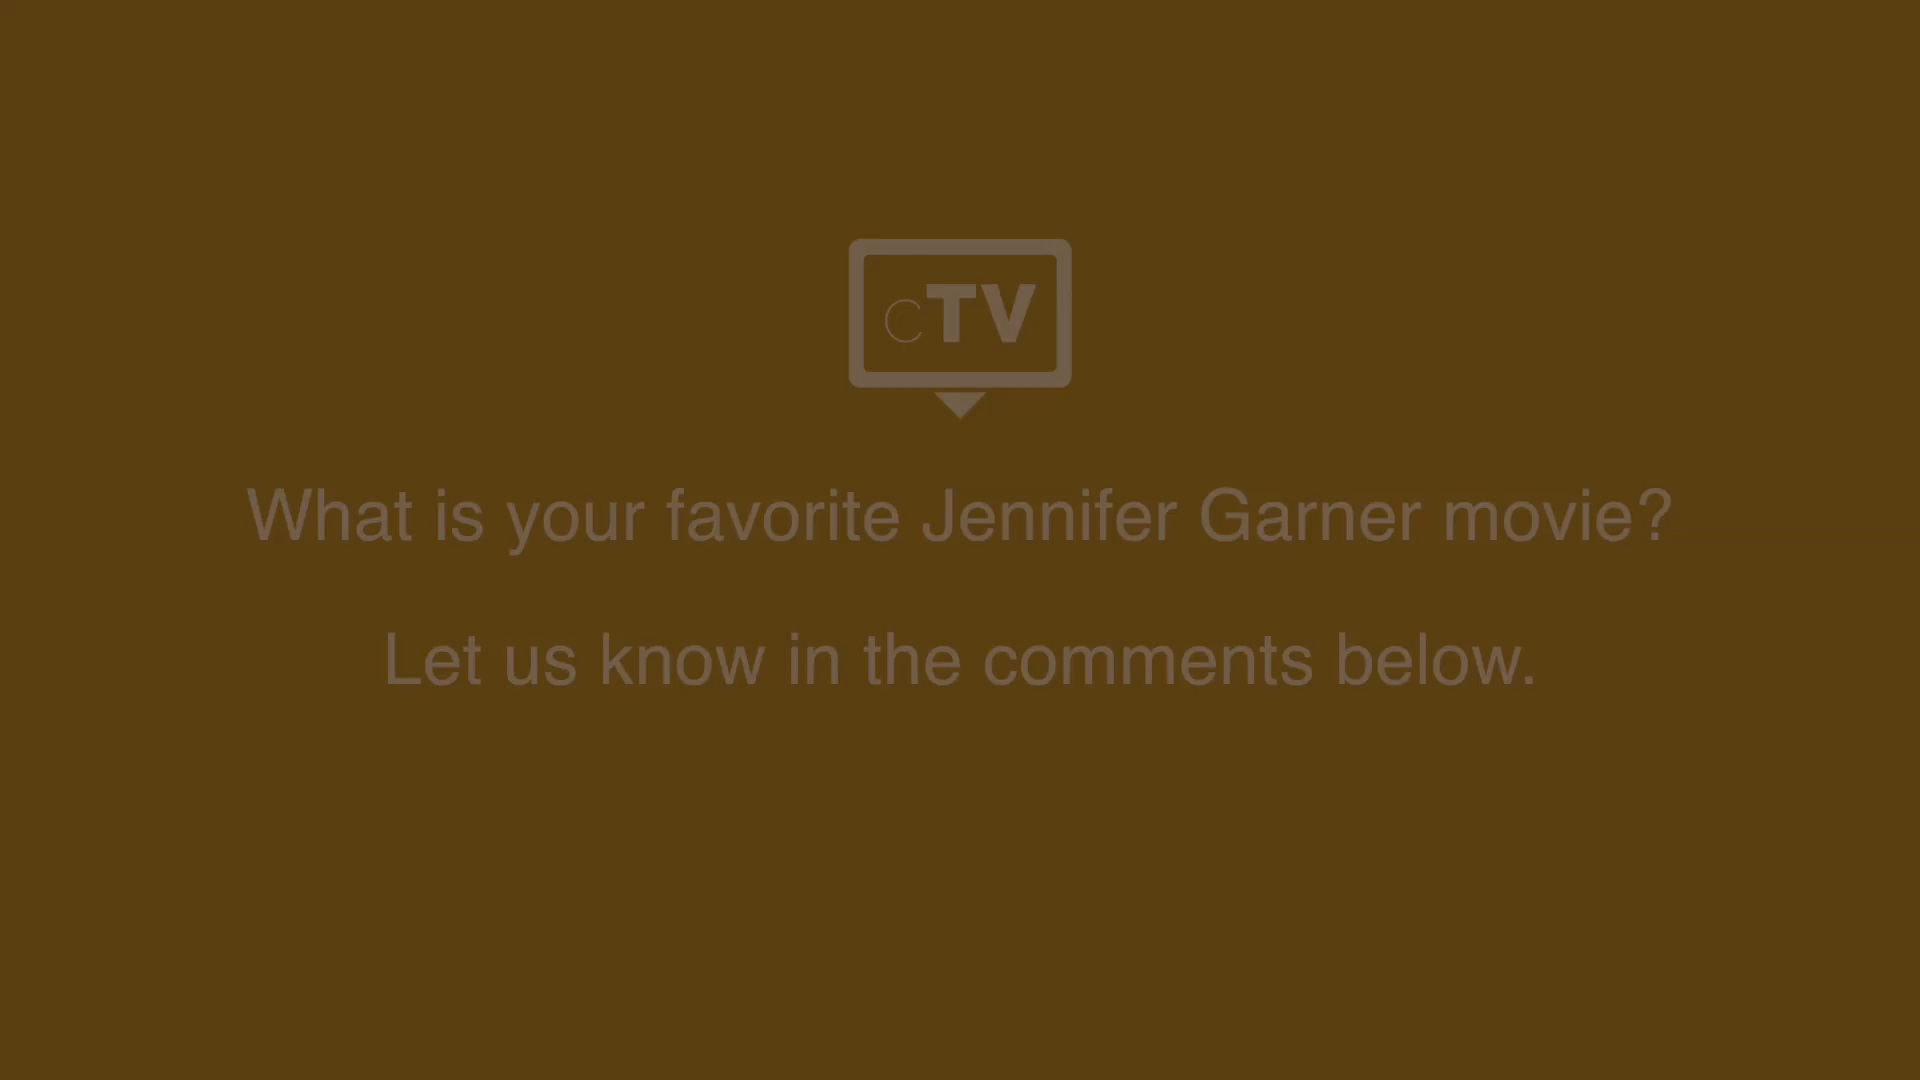 cTV
What is your favorite Jennifer Garner movie?
Let us know in the comments below.